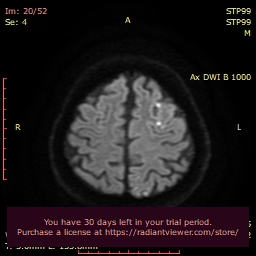 Im: 20/52
STP99
Se: 4
STP99
M
A
Ax DWI B 1000
R
L
You have 30 days left in your trial period.
Purchase a license at https://radiantviewer.com/store/